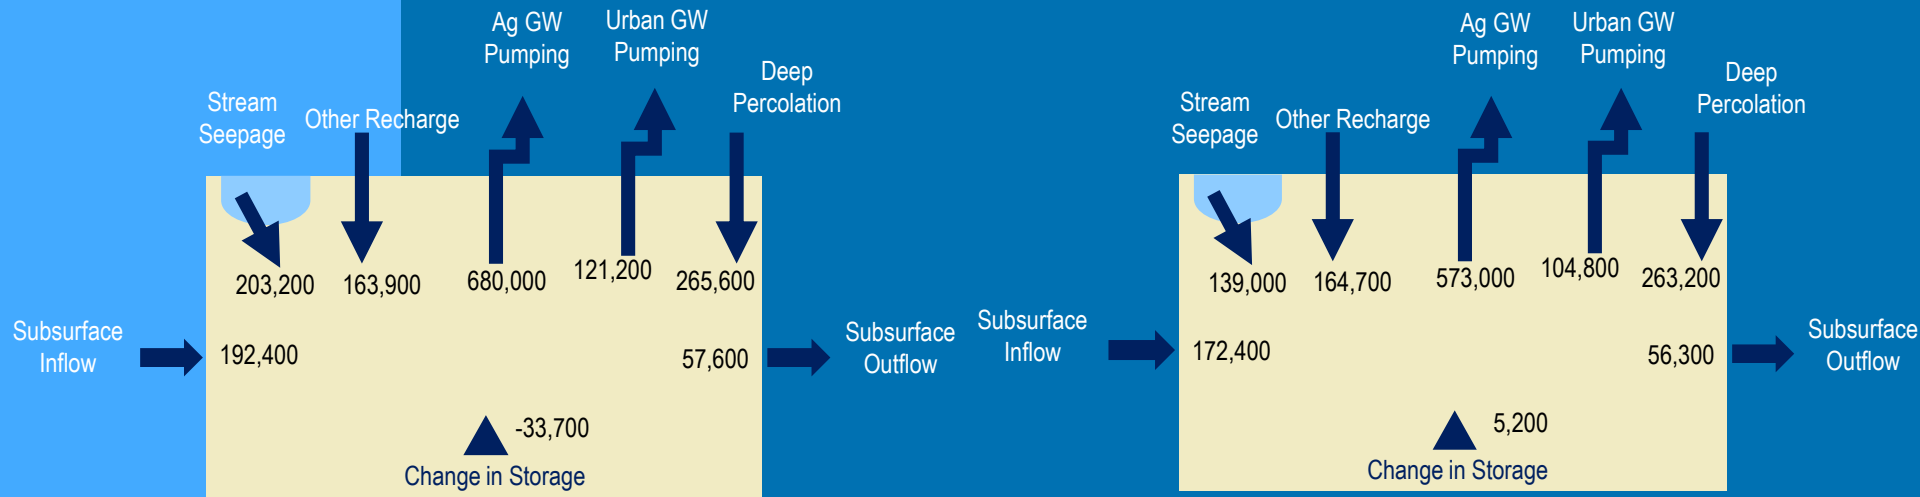 Ag GW
Pumping
Urban GW
Pumping
Deep
Percolation
Stream
Seepage
Other Recharge
203,200
163,900
680,000
121,200
265,600
Subsurface
Inflow
192,400
57,600
Subsurface
Outflow
-33,700
Change in Storage
Ag GW
Pumping
Urban GW
Pumping
Deep
Percolation
Stream
Seepage
Other Recharge
139,000
164,700
573,000
104,800
263,200
Subsurface
Inflow
172,400
56,300
Subsurface
Outflow
5,200
Change in Storage